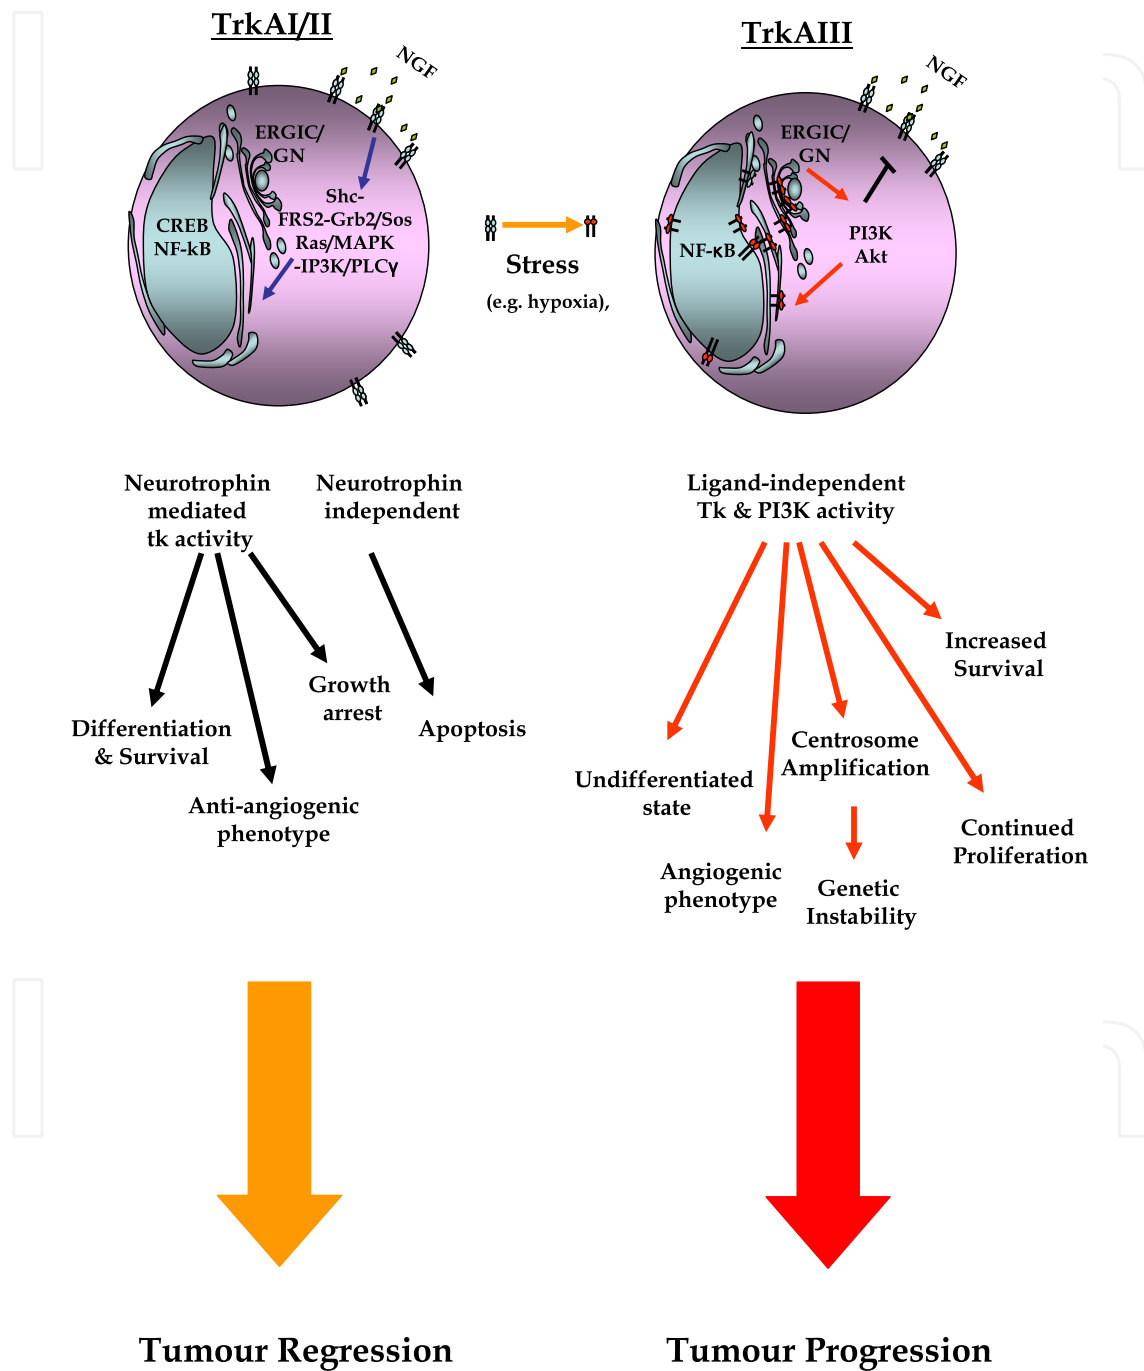 TrkAI/II
NGF
ERGIC/
GN
Shc-
FRS2-Grb2/Sos
Ras/MAPK
-IP3K/PLCγ
CREB
NF-kB
Stress
(e.g. hypoxia),
TrkAIII
NGF
ERGIC/
GN
NF-κB
PI3K
Akt
Neurotrophin
mediated
tk activity
Neurotrophin
independent
Differentiation
& Survival
Anti-angiogenic
phenotype
Growth
arrest
Apoptosis
Ligand-independent
Tk & PI3K activity
Undifferentiated
state
Angiogenic
phenotype
Centrosome
Amplification
Genetic
Instability
Continued
Proliferation
Increased
Survival
Tumour Regression
Tumour Progression